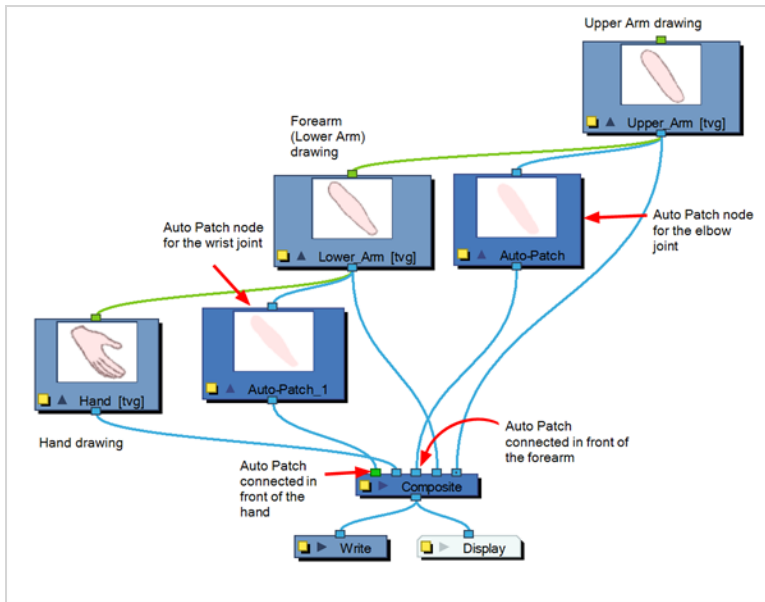 Upper Arm drawing
Upper_Arm [tvg]
Forearm
(Lower Arm)
drawing
Auto Patch node
for the elbow
joint
Auto Patch node
for the wrist joint
Lower_Arm [tvg]
Auto-Patch
Hand [tvg]
Auto-Patch_1
Hand drawing
Auto Patch
connected in front of
the forearm
Auto Patch
connected in
front of the
hand
Composite
Write
Display